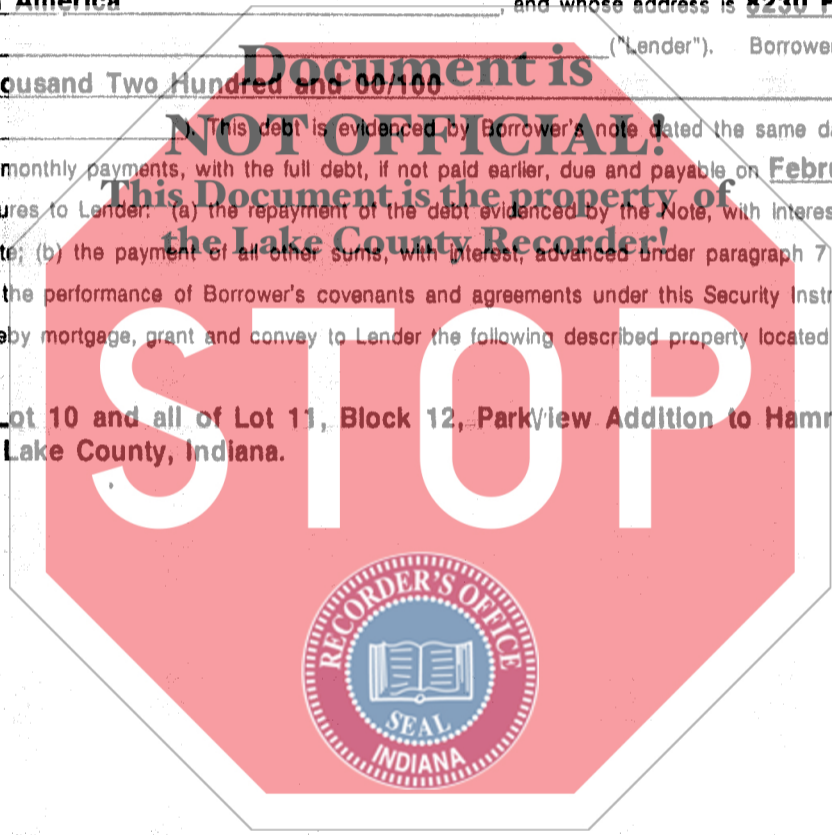 America, and whose address is 8230
("Lender"). Borrower
ousand Two Hundred and 00/100
Document is
). This debt is evidenced by Borrower's note dated the same d
NOT OFFICIAL!
monthly payments, with the full debt, if not paid earlier, due and payable on Febru
This Document is the property of
ures to Lender: (a) the repayment of the debt evidenced by the Note, with interes
the Lake County Recorder!
te; (b) the payment of all other sums, with interest, advanced under paragraph 7
the performance of Borrower's covenants and agreements under this Security Instr
eby mortgage, grant and convey to Lender the following described property located
STOP
Lot 10 and all of Lot 11, Block 12, ParkView Addition to Hamm
Lake County, Indiana.
RECORDER'S OFFICE
SEAL
INDIANA